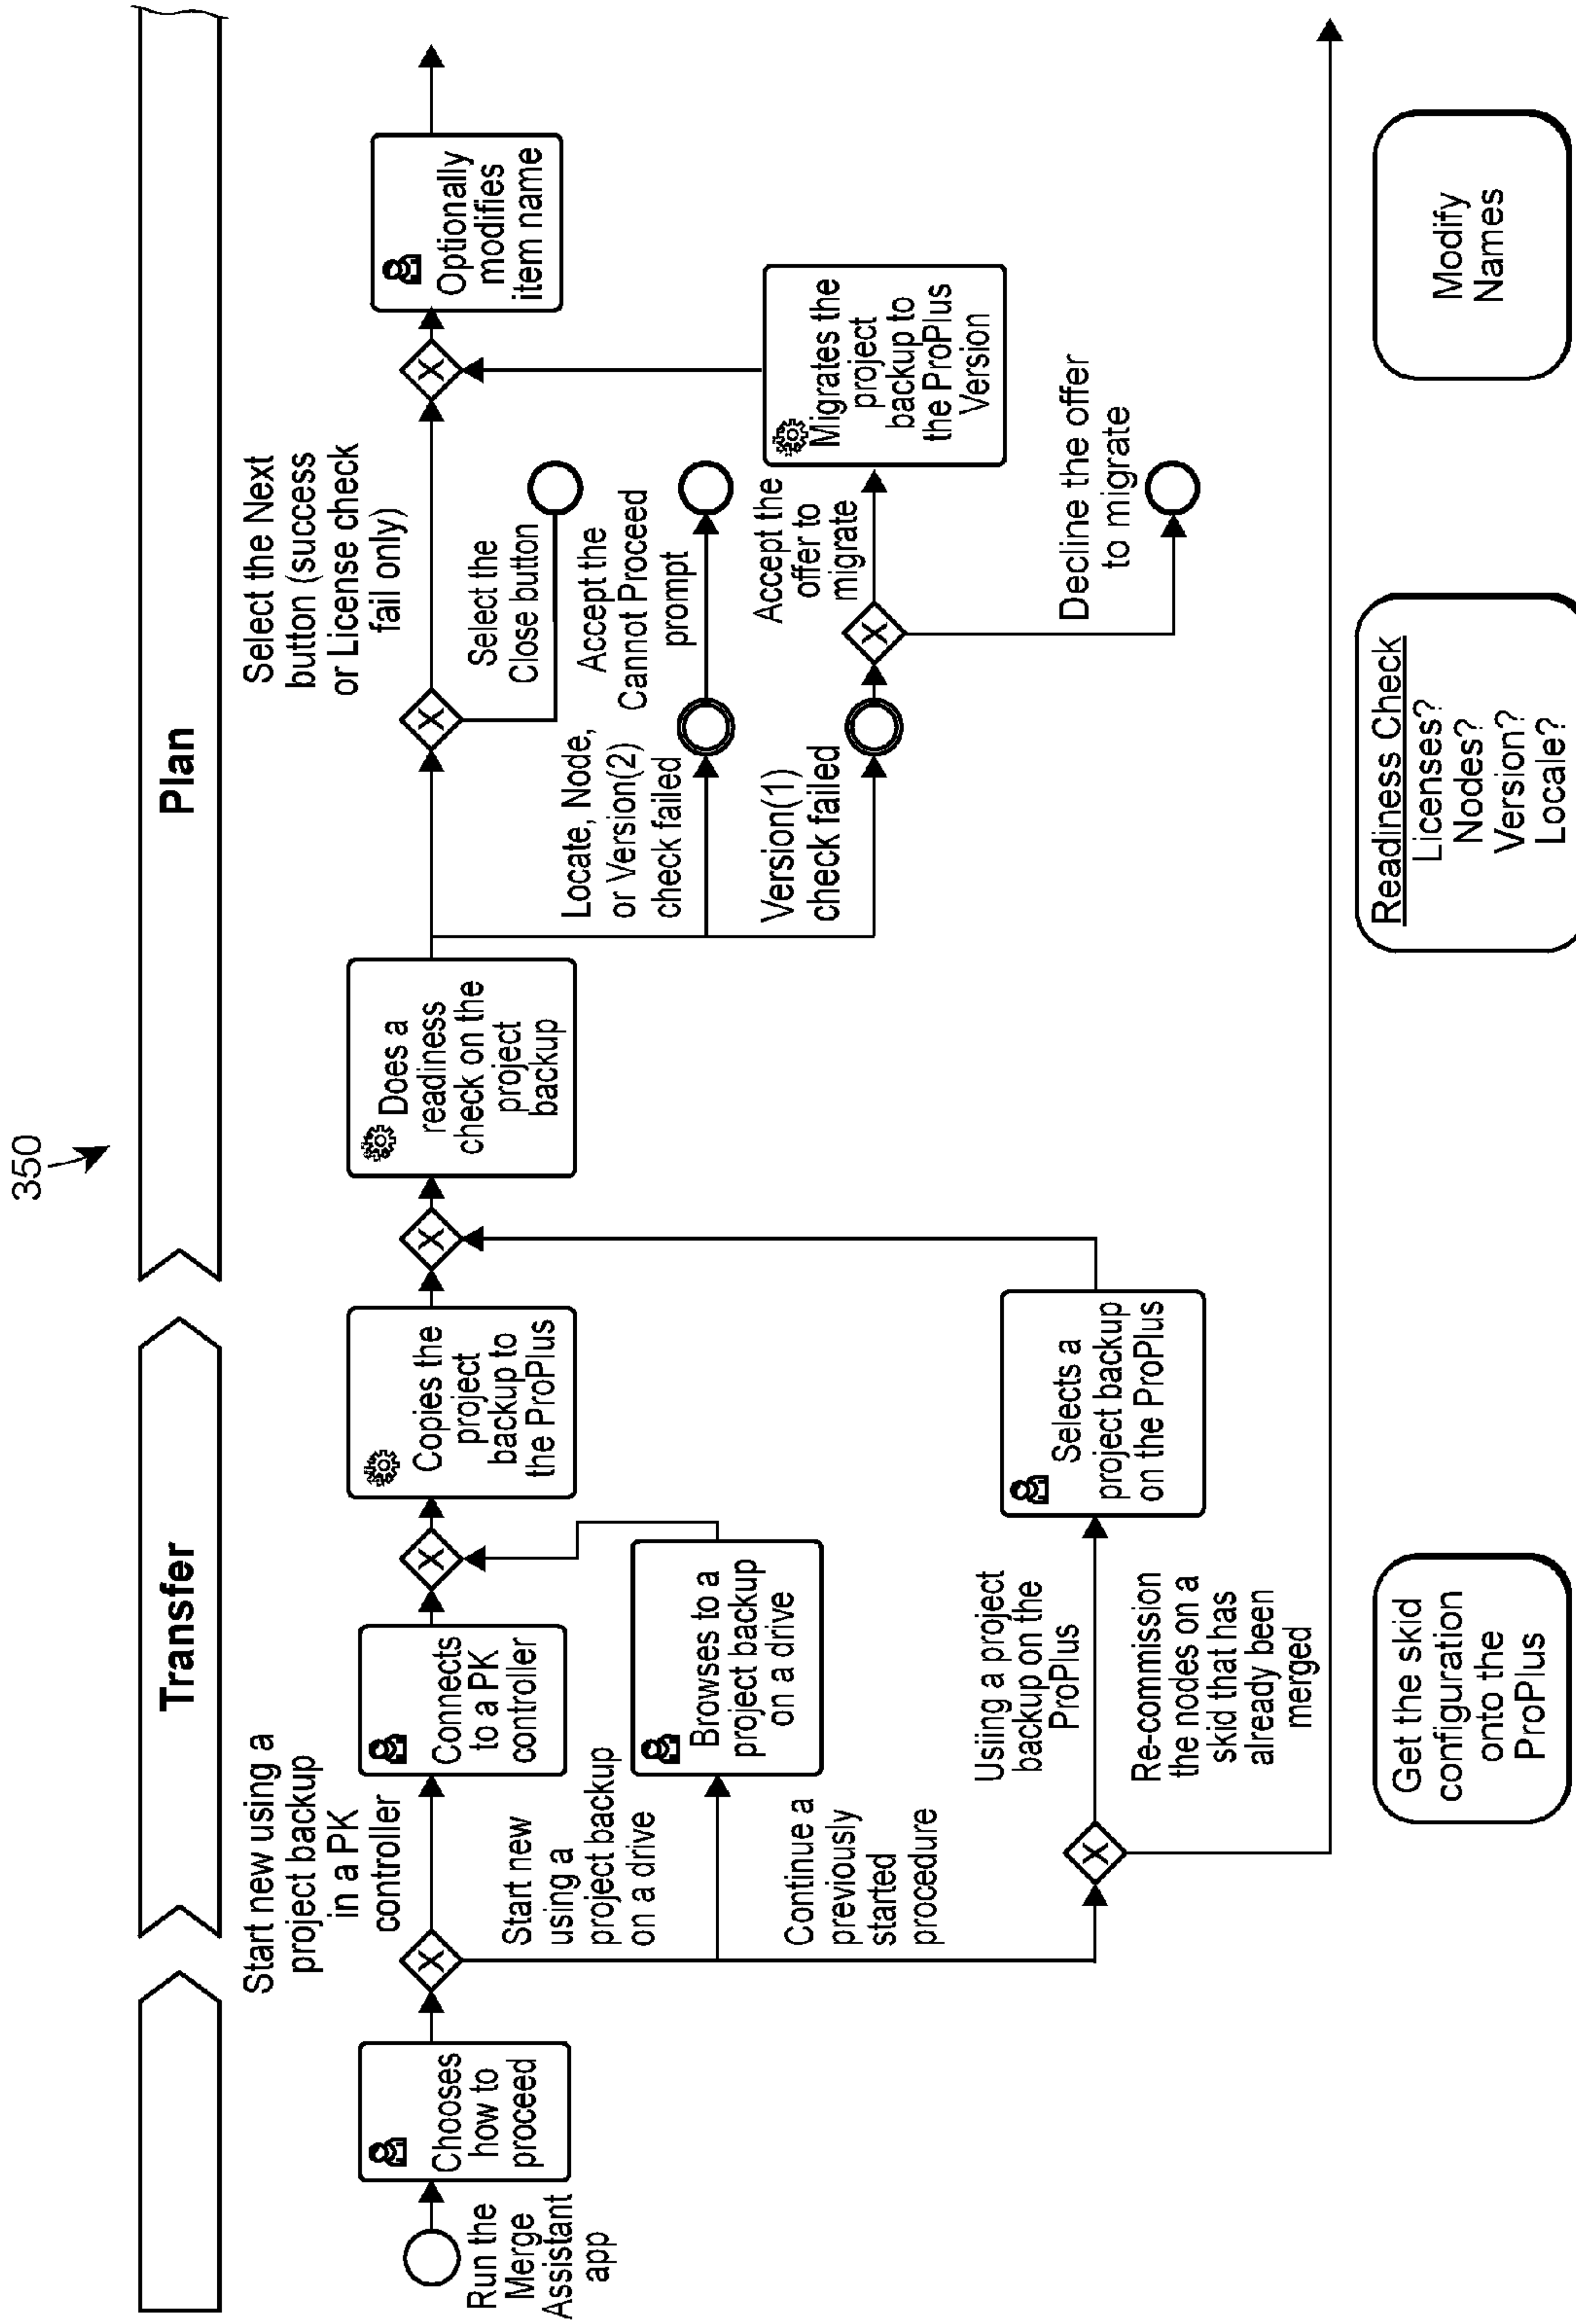 350
Transfer
Plan
Run the
Merge
Assistant
app
Chooses
how to
proceed
X
Start new using a
project backup
in a PK
controller
Connects
to a PK
controller
Start new
using a
project backup
on a drive
Browses to a
project backup
on a drive
Continue a
previously
started
procedure
X
Usiing a project
backup on the
ProPlus
Selects a
project backup
on the ProPlus
Re-commission
the nodes on a
skid that has
already been
merged
X
Copies the
project
backup to
the ProPlus
X
Does a
readiness
check on the
project
backup
X
Select the Next
button (success
or License check
fail only)
Select the
Close button
Locate, Node,
or Version(2)
check failed
Accept the
Cannot Proceed
prompt
Version(1)
check failed
X
Accept the
offer to
migrate
Migrates the
project
backup to
the ProPlus
Version
Decline the offer
to migrate
X
Optionally
modifies
item name
Get the skid
configuration
onto the
ProPlus
Readiness Check
Licenses?
Nodes?
Version?
Locale?
Modify
Names